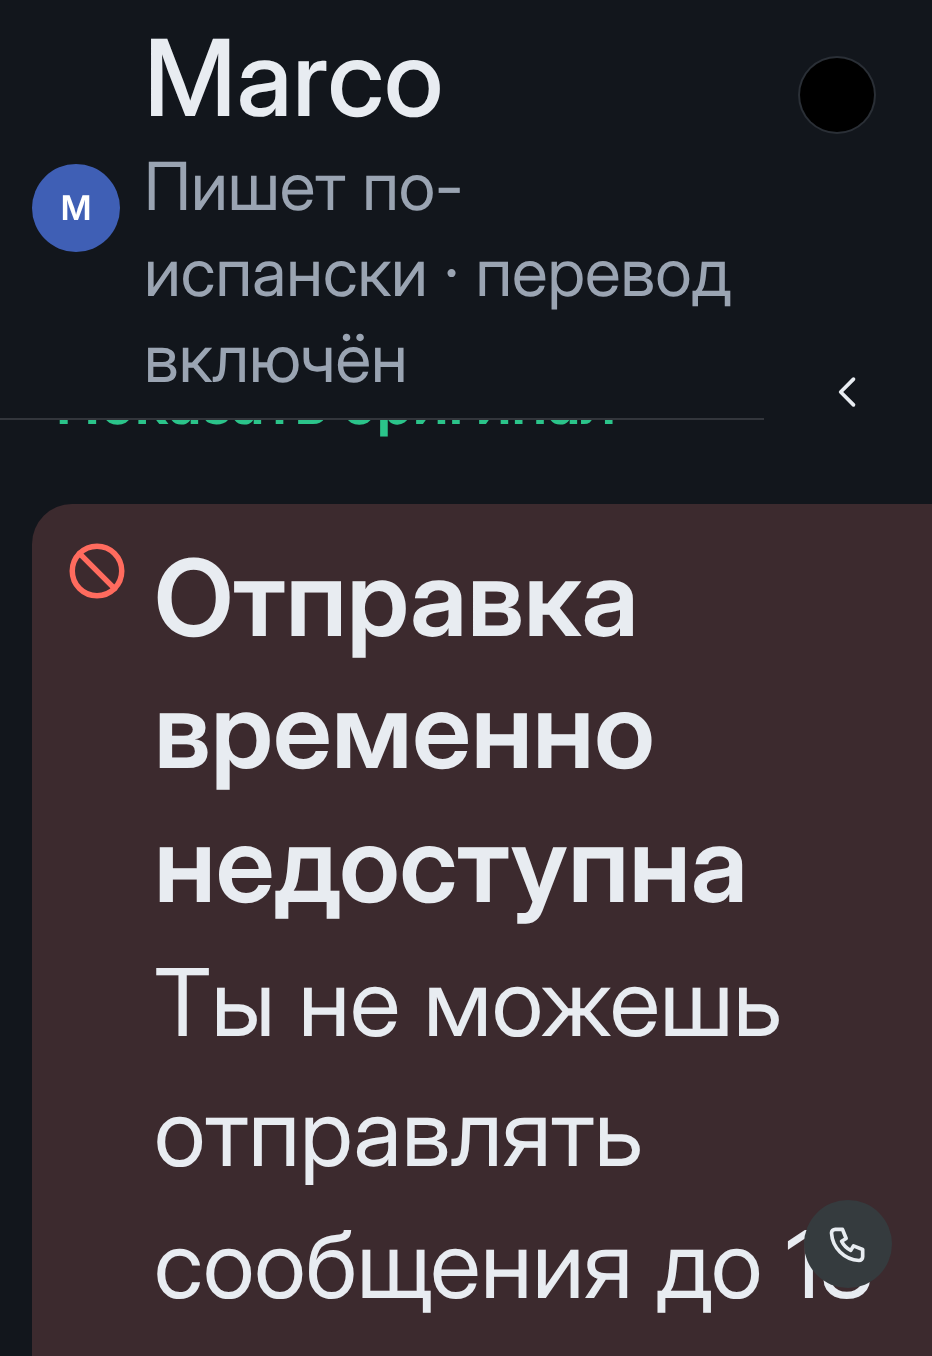 Marco
M
Пишет по-
испански · перевод
включён
Отправка
временно
недоступна
Ты не можешь
отправлять
сообщения до